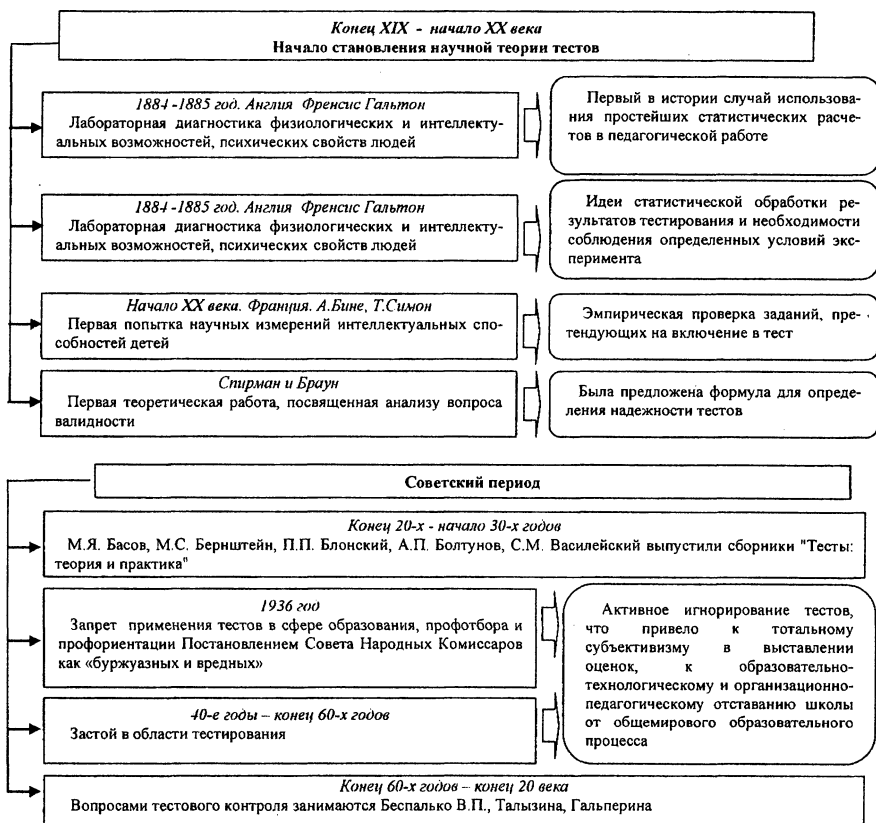 Конец XIX - начало XX века
Начало становления научной теории тестов
1884 -1885 год. Англия Френсис Гальтон
Лабораторная диагностика физиологических и интеллекту-
альных возможностей, психических свойств людей
Первый в истории случай использова-
ния простейших статистических расче-
тов в педагогической работе
1884 -1885 год. Англия Френсис Гальтон
Лабораторная диагностика физиологических и интеллекту-
альных возможностей, психических свойств людей
Идеи статистической обработки ре-
зультатов тестирования и необходимости
соблюдения определенных условий экс-
перимента
Начало XX века. Франция. А.Бине, Т.Симон
Первая попытка научных измерений интеллектуальных спо-
собностей детей
Эмпирическая проверка заданий, пре-
тендующих на включение в тест
Спирман и Браун
Первая теоретическая работа, посвященная анализу вопроса
валидности
Была предложена формула для опреде-
ления надежности тестов
Советский период
Конец 20-х - начало 30-х годов
М.Я. Басов, М.С. Бернштейн, П.П. Блонский, А.П. Болтунов, С.М. Василейский выпустили сборники "Тесты:
теория и практика"
1936 год
Запрет применения тестов в сфере образования, профотбора и
профориентации Постановлением Совета Народных Комиссаров
как «буржуазных и вредных»
Активное игнорирование тестов,
что привело к тотальному
субъективизму в выставлении
оценок, к образовательно-
технологическому и организационно-
педагогическому отставанию школы
от общемирового образовательного
процесса
40-е годы – конец 60-х годов
Застой в области тестирования
Конец 60-х годов – конец 20 века
Вопросами тестового контроля занимаются Беспалько В.П., Талызина, Гальперина